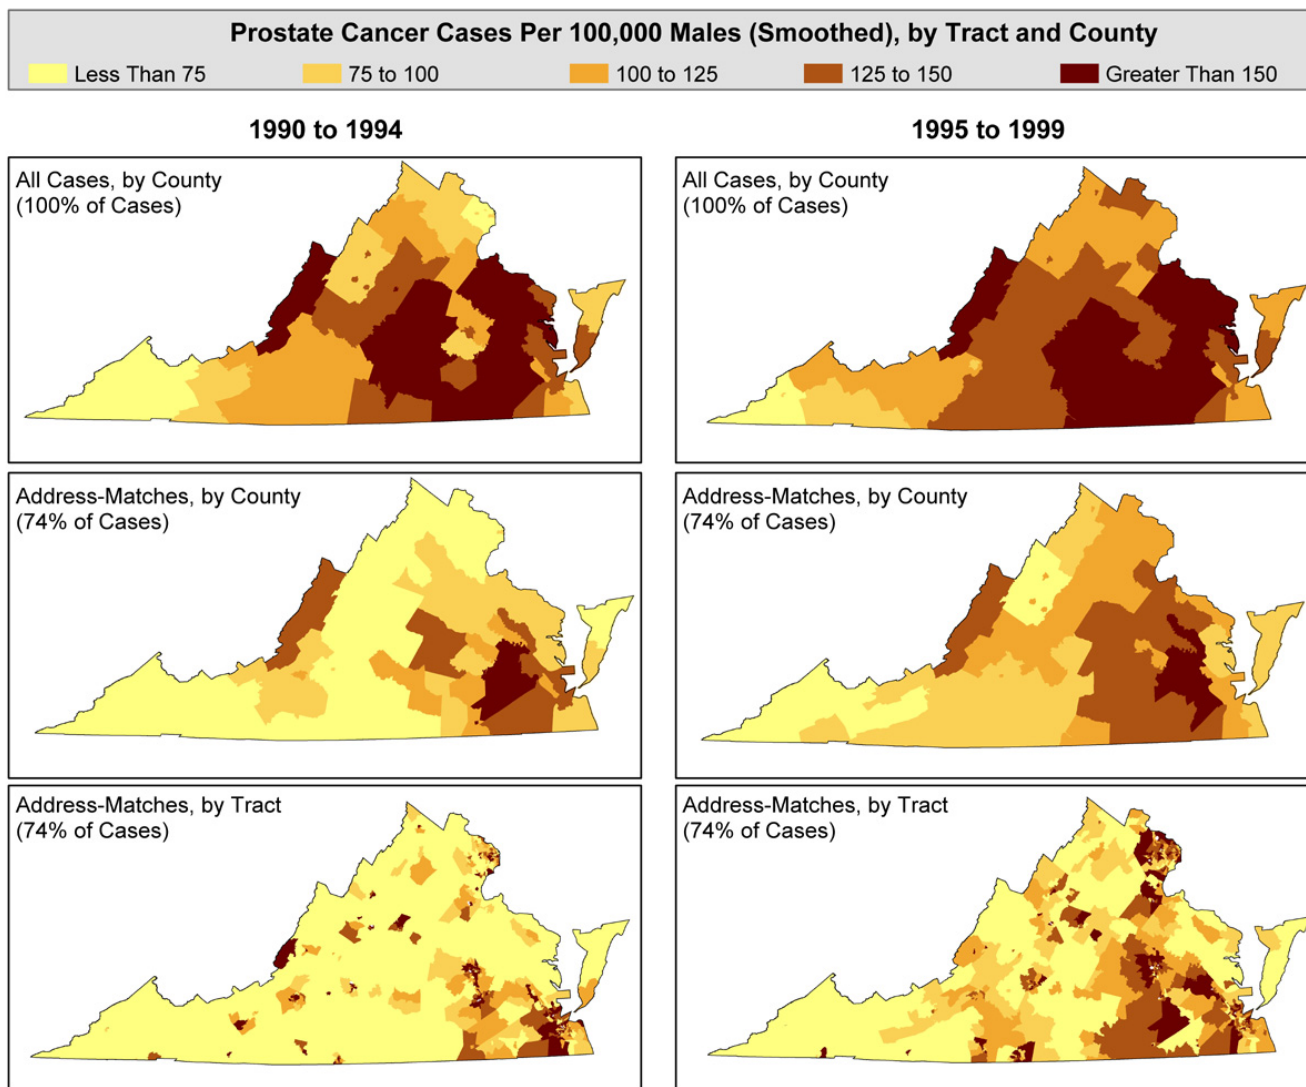 Prostate Cancer Cases Per 100,000 Males (Smoothed), by Tract and County
Less Than 75 75 to 100 100 to 125 125 to 150 Greater Than 150
1990 to 1994 1995 to 1999
All Cases, by County
(100% of Cases)
All Cases, by County
(100% of Cases)
Address-Matches, by County
(74% of Cases)
Address-Matches, by County
(74% of Cases)
Address-Matches, by Tract
(74% of Cases)
Address-Matches, by Tract
(74% of Cases)